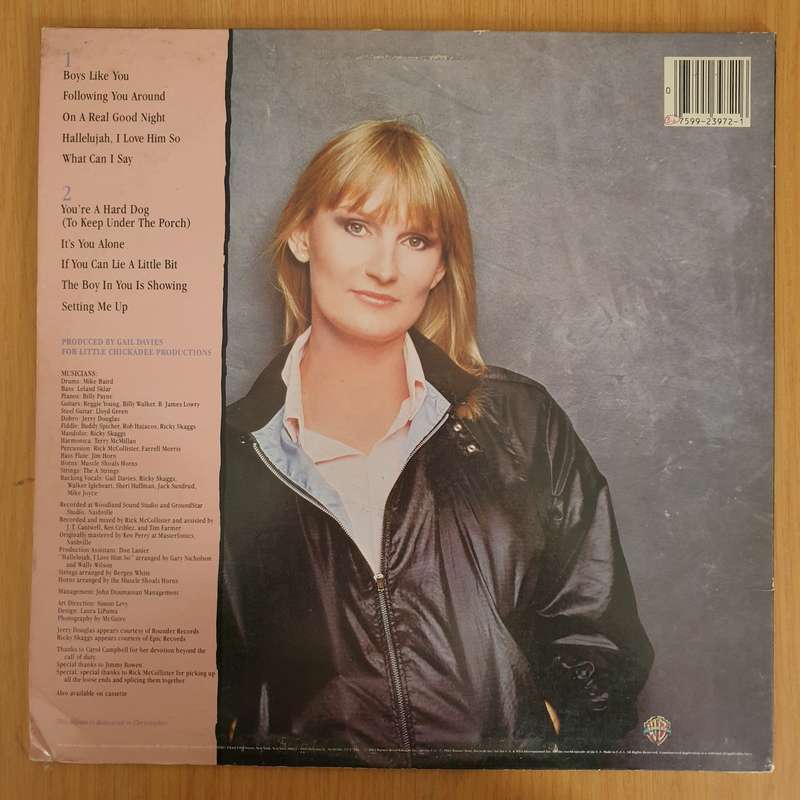 1
Boys Like You
Following You Around
On A Real Good Night
Hallelujah, I Love Him So
What Can I Say
2
You're A Hard Dog
(To Keep Under The Porch)
It's You Alone
If You Can Lie A Little Bit
The Boy In You Is Showing
Setting Me Up
PRODUCED BY GAIL DAVIES
FOR LITTLE CHICKADEE PRODUCTIONS
MUSICIANS:
Drums: Mike Baird
Bass: Leland Sklar
Pianos: Billy Payne
Guitars: Reggie Young, Billy Walker, B. James Lowry
Steel Guitar: Lloyd Green
Dobro: Jerry Douglas
Fiddle: Buddy Spicher, Rob Hajacos, Ricky Skaggs
Mandolin: Ricky Skaggs
Harmonica: Terry McMillan
Percussion: Rick McCollister, Farrell Morris
Bass Flute: Jim Horn
Horns: Muscle Shoals Horns
Strings: The A Strings
Backing Vocals: Gail Davies, Ricky Skaggs,
Walker Igleheart, Sheri Huffman, Jack Sundrud,
Mike Joyce
Recorded at Woodland Sound Studio and GroundStar
Studio, Nashville
Recorded and mixed by Rick McCollister and assisted by
J.T. Cantwell, Ken Criblez, and Tim Farmer
Originally mastered by Ken Perry at Masterfonics,
Nashville
Production Assistant: Don Lanier
"Hallelujah, I Love Him So" arranged by Gary Nicholson
and Wally Wilson
Strings arranged by Bergen White
Horns arranged by the Muscle Shoals Horns
Management: John Doumanian Management
Art Direction: Simon Levy
Design: Laura LiPuma
Photography by McGuire
Jerry Douglas appears courtesy of Rounder Records
Ricky Skaggs appears courtesy of Epic Records
Thanks to Carol Campbell for her devotion beyond the
call of duty.
Special thanks to Jimmy Bowen.
Special, special thanks to Rick McCollister for picking up
all the loose ends and splicing them together.
Also available on cassette
This album is dedicated to Christopher
0
7599-23972-1